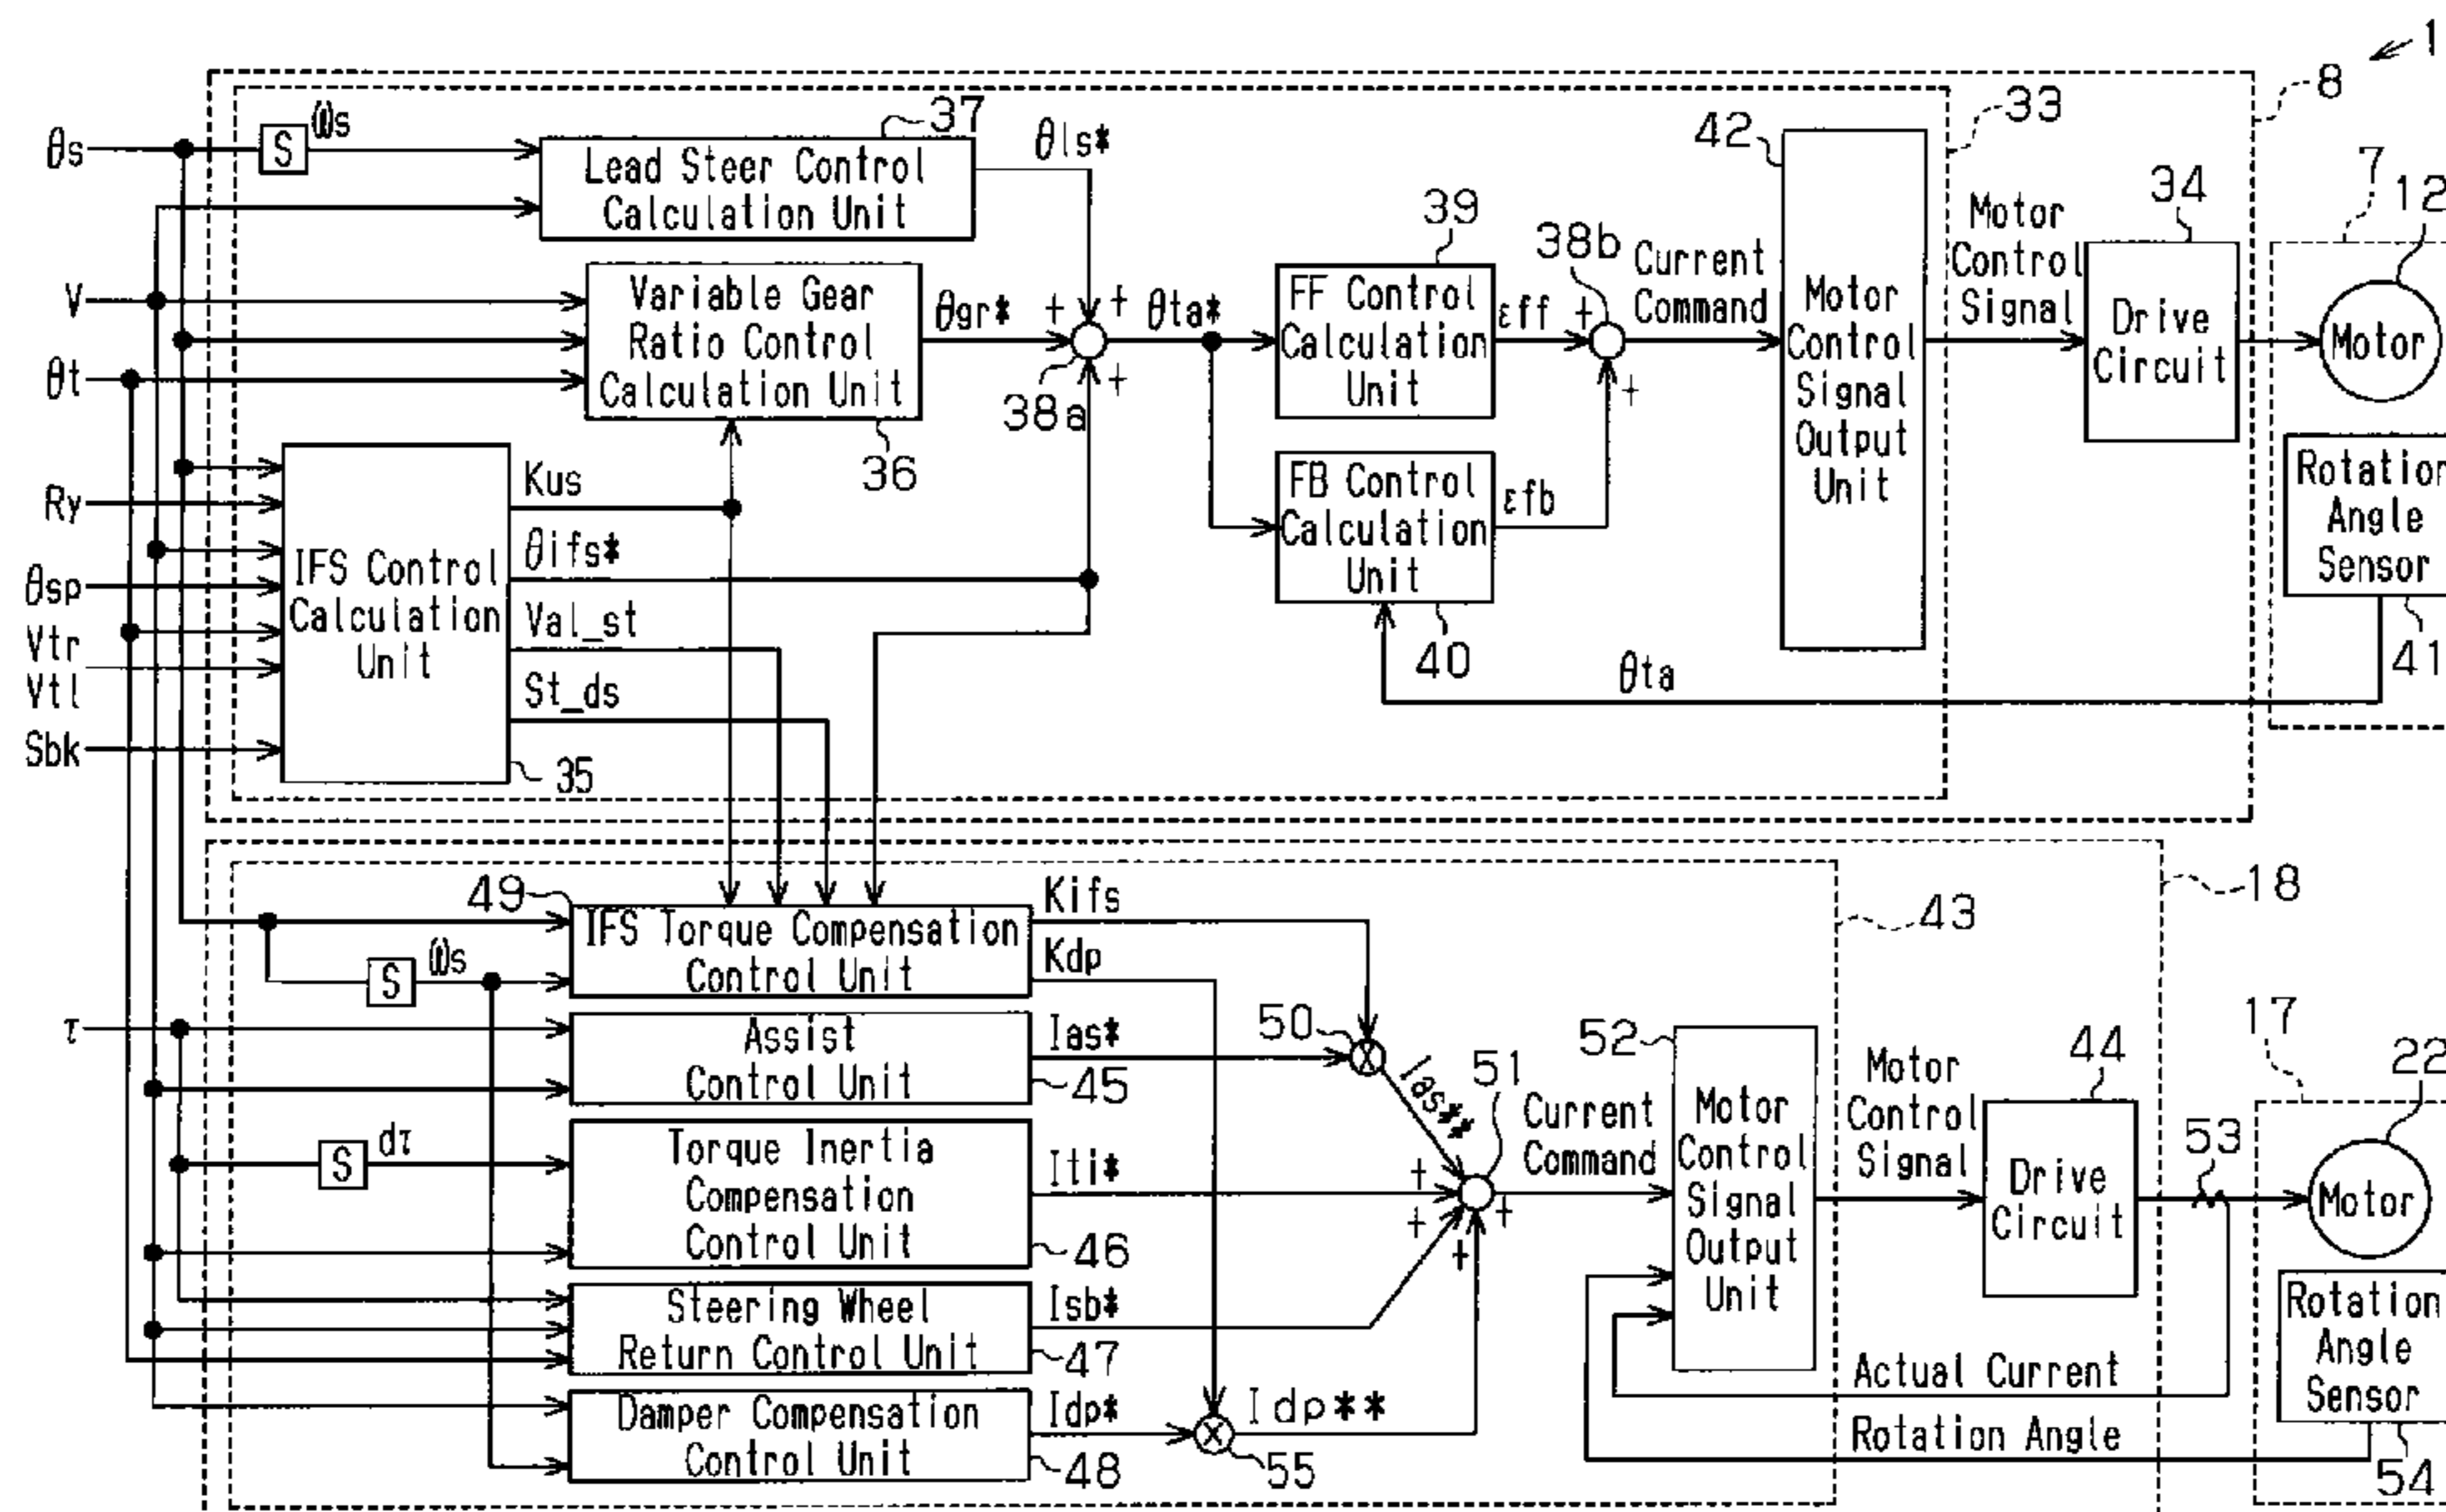 1
8
33
θs
S
ωs
37
Lead Steer Control
Calculation Unit
θls*
V
θt
Variable Gear
Ratio Control
Calculation Unit
36
θgr*
+
+
+
38a
θta*
39
FF Control
Calculation
Unit
εff
+
38b
+
FB Control
Calculation
Unit
40
εfb
Current
Command
42
Motor
Control
Signal
Output
Unit
Motor
Control
Signal
34
Drive
Circuit
7
12
Motor
Rotation
Angle
Sensor
41
θta
Ry
θsp
Vtr
Vtl
Sbk
IFS Control
Calculation
Unit
35
Kus
θifs*
Val_st
St_ds
18
43
49
IFS Torque Compensation
Control Unit
Kifs
Kdp
S
ωs
τ
Assist
Control Unit
45
Ias*
50
Ias**
S
dτ
Torque Inertia
Compensation
Control Unit
46
Iti*
Steering Wheel
Return Control Unit
47
Isb*
Damper Compensation
Control Unit
48
Idp*
55
Idp**
+
+
+
+
51
Current
Command
52
Motor
Control
Signal
Output
Unit
Motor
Control
Signal
44
Drive
Circuit
53
17
22
Motor
Rotation
Angle
Sensor
54
Actual Current
Rotation Angle